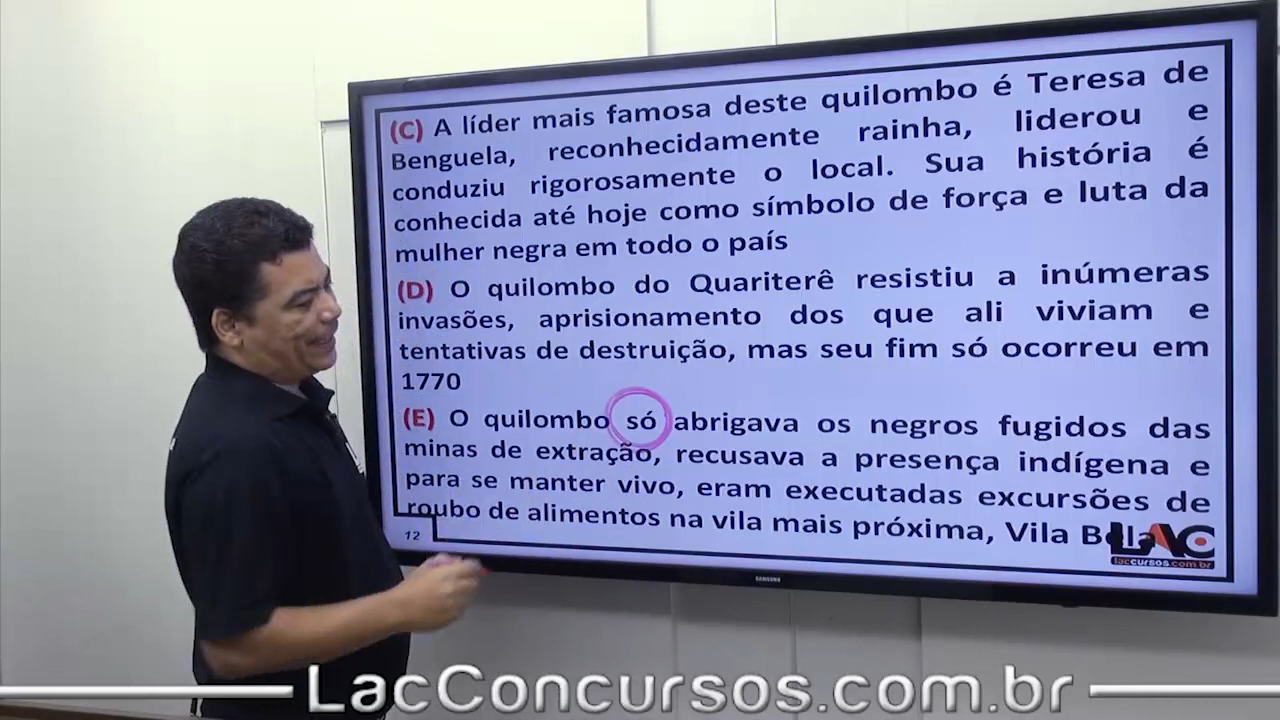 (C) A líder mais famosa deste quilombo é Teresa de
Benguela, reconhecidamente rainha, liderou e
conduziu rigorosamente o local. Sua história é
conhecida até hoje como símbolo de força e luta da
mulher negra em todo o país
(D) O quilombo do Quariterê resistiu a inúmeras
invasões, aprisionamento dos que ali viviam e
tentativas de destruição, mas seu fim só ocorreu em
1770
(E) O quilombo só abrigava os negros fugidos das
minas de extração, recusava a presença indígena e
para se manter vivo, eram executadas excursões de
roubo de alimentos na vila mais próxima, Vila Bela
12
LAC
laccursos.com.br
SAMSUNG
LacConcursos.com.br